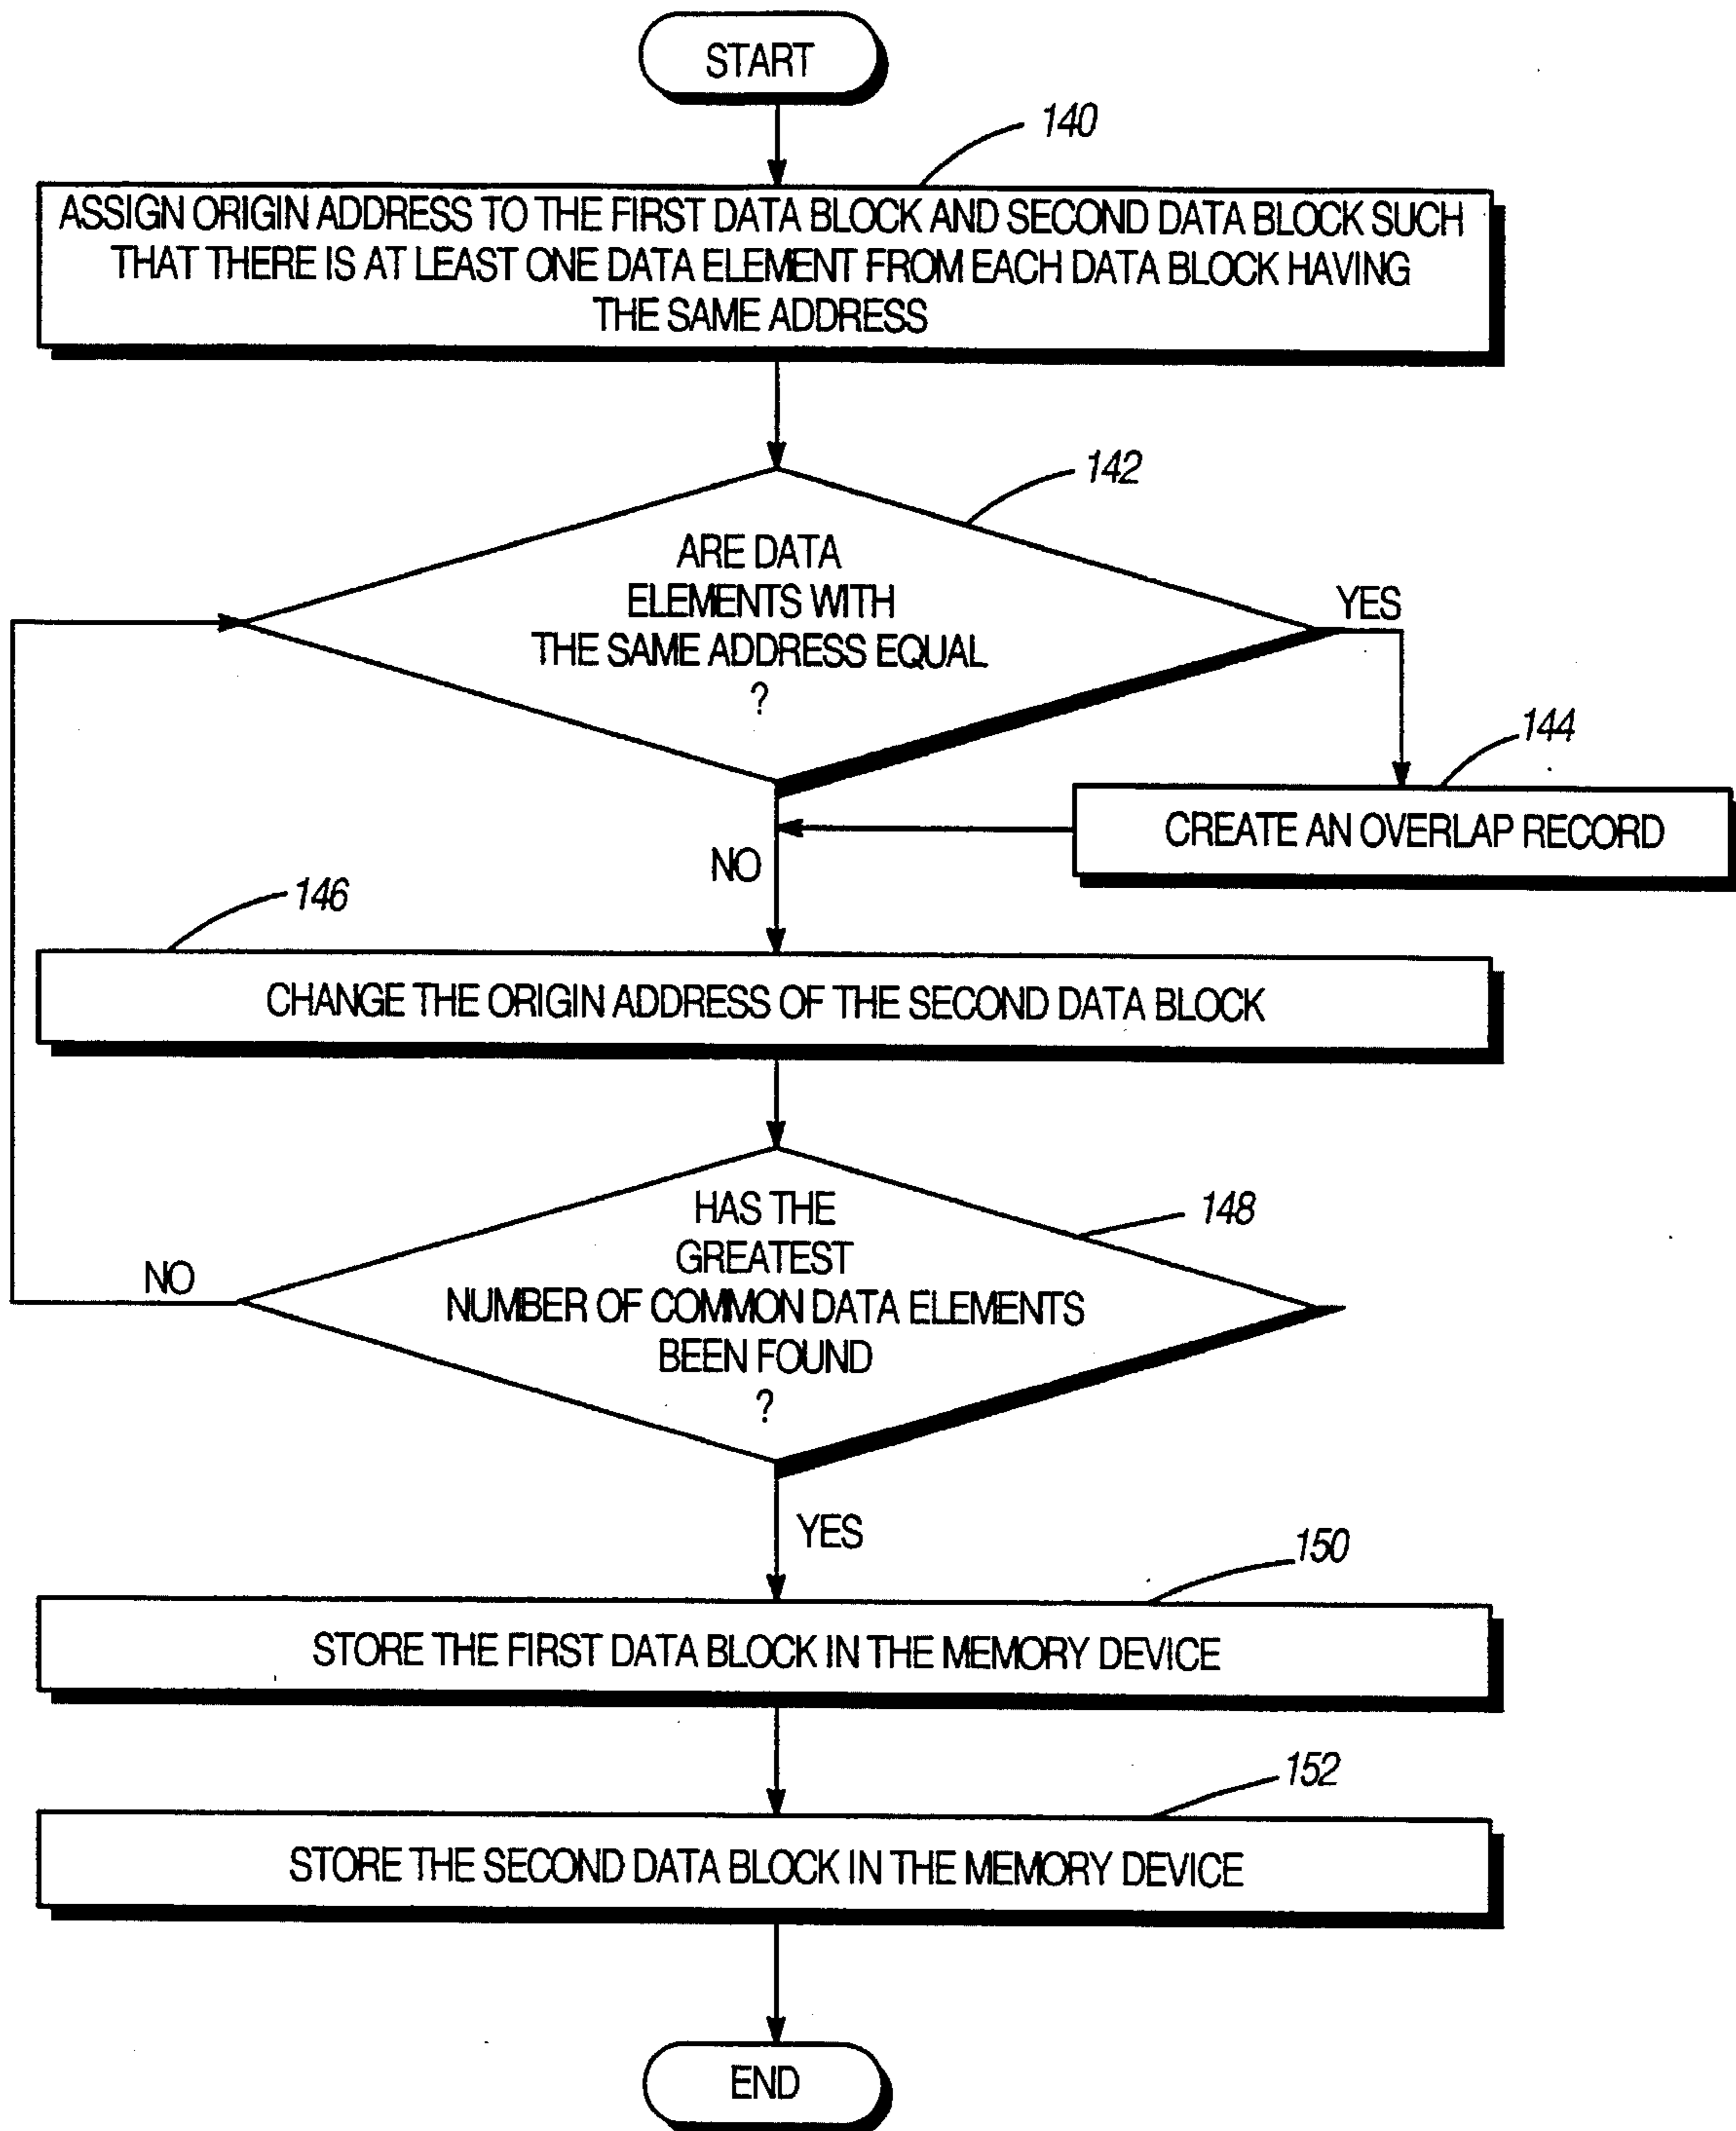 START
140
ASSIGN ORIGIN ADDRESS TO THE FIRST DATA BLOCK AND SECOND DATA BLOCK SUCH
THAT THERE IS AT LEAST ONE DATA ELEMENT FROM EACH DATA BLOCK HAVING
THE SAME ADDRESS
142
ARE DATA
ELEMENTS WITH
THE SAME ADDRESS EQUAL
?
YES
144
CREATE AN OVERLAP RECORD
NO
146
CHANGE THE ORIGIN ADDRESS OF THE SECOND DATA BLOCK
148
HAS THE
GREATEST
NUMBER OF COMMON DATA ELEMENTS
BEEN FOUND
?
NO
YES
150
STORE THE FIRST DATA BLOCK IN THE MEMORY DEVICE
152
STORE THE SECOND DATA BLOCK IN THE MEMORY DEVICE
END